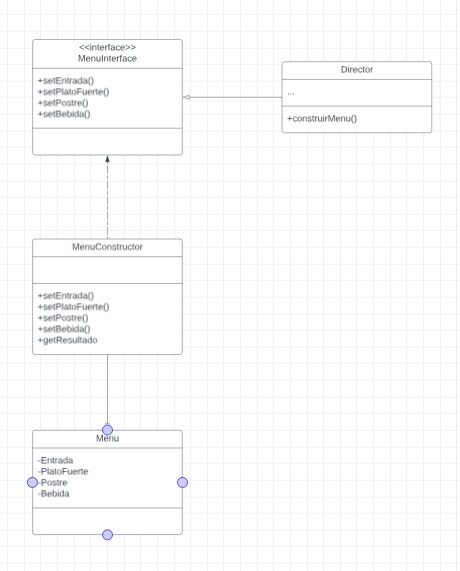 <<interface>>
MenuInterface
+setEntrada()
+setPlatoFuerte()
+setPostre()
+setBebida()
Director
...
+construirMenu()
MenuConstructor
+setEntrada()
+setPlatoFuerte()
+setPostre()
+setBebida()
+getResultado
Menu
-Entrada
-PlatoFuerte
-Postre
-Bebida